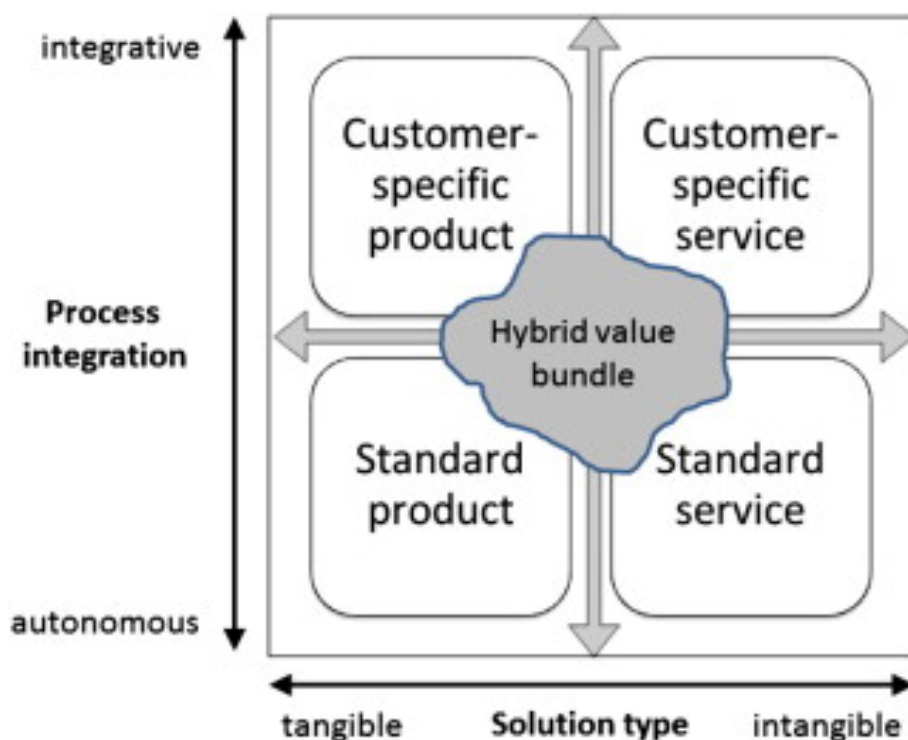 integrative
Customer-
specific
product
Customer-
specific
service
Process
integration
Hybrid value
bundle
Standard
product
Standard
service
autonomous
tangible
Solution type
intangible